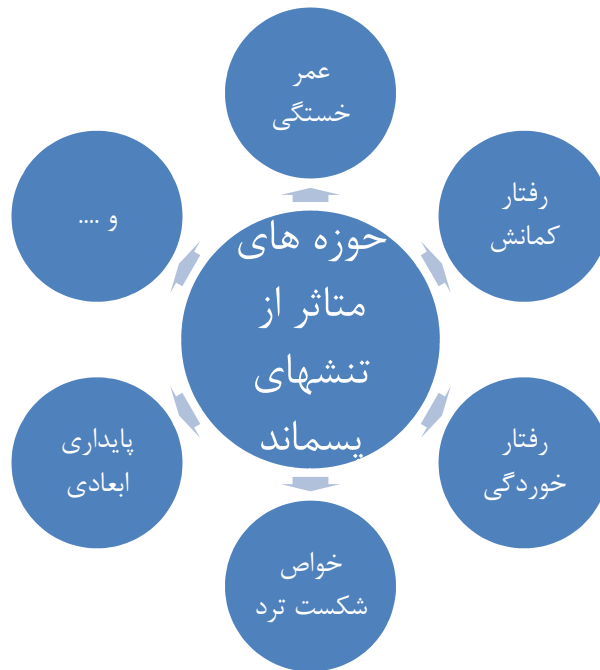 عمر
خستگی
رفتار
کمانش
رفتار
خوردگی
خواص
شکست ترد
پایداری
ابعادی
و ....
حوزه های
متاثر از
تنشهای
پسماند